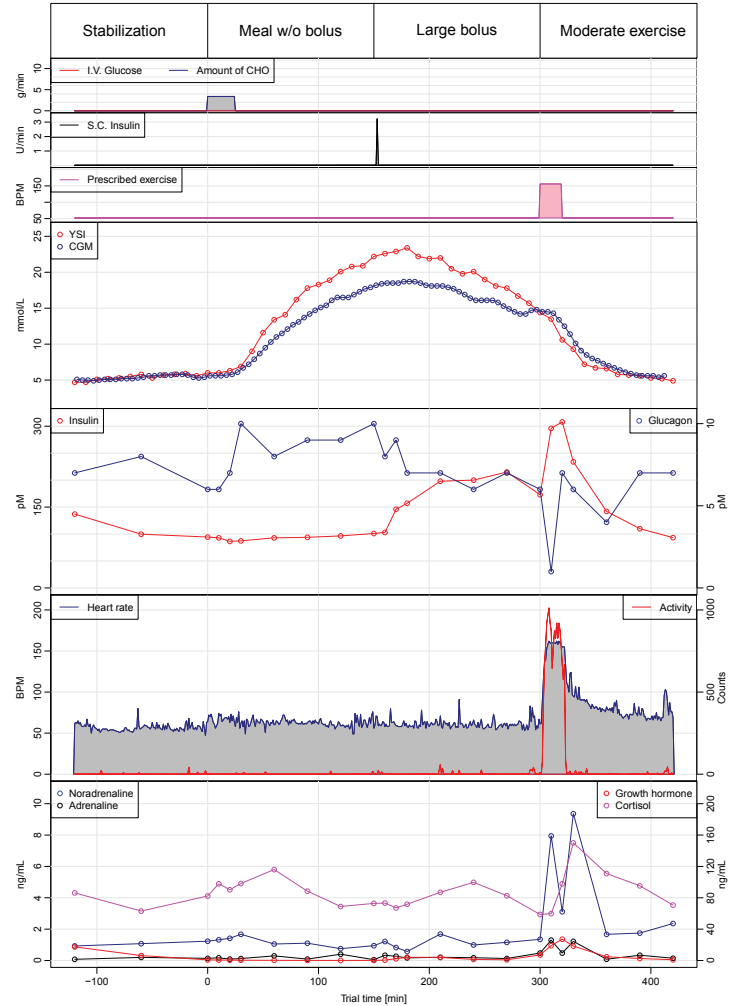 Stabilization Meal w/o bolus Large bolus Moderate exercise
I.V. Glucose Amount of CHO
g/min
10
5
0
S.C. Insulin
U/min
3
2
1
Prescribed exercise
BPM
150
50
YSI
CGM
mmol/L
25
20
15
10
5
Insulin Glucagon
pM
300
150
0
10
5
0
pM
Heart rate Activity
BPM
200
150
100
50
0
1000
500
0
Counts
Noradrenaline Growth hormone
Adrenaline Cortisol
ng/mL
10
8
6
4
2
0
200
160
120
80
40
0
ng/mL
−100 0 100 200 300 400
Trial time [min]